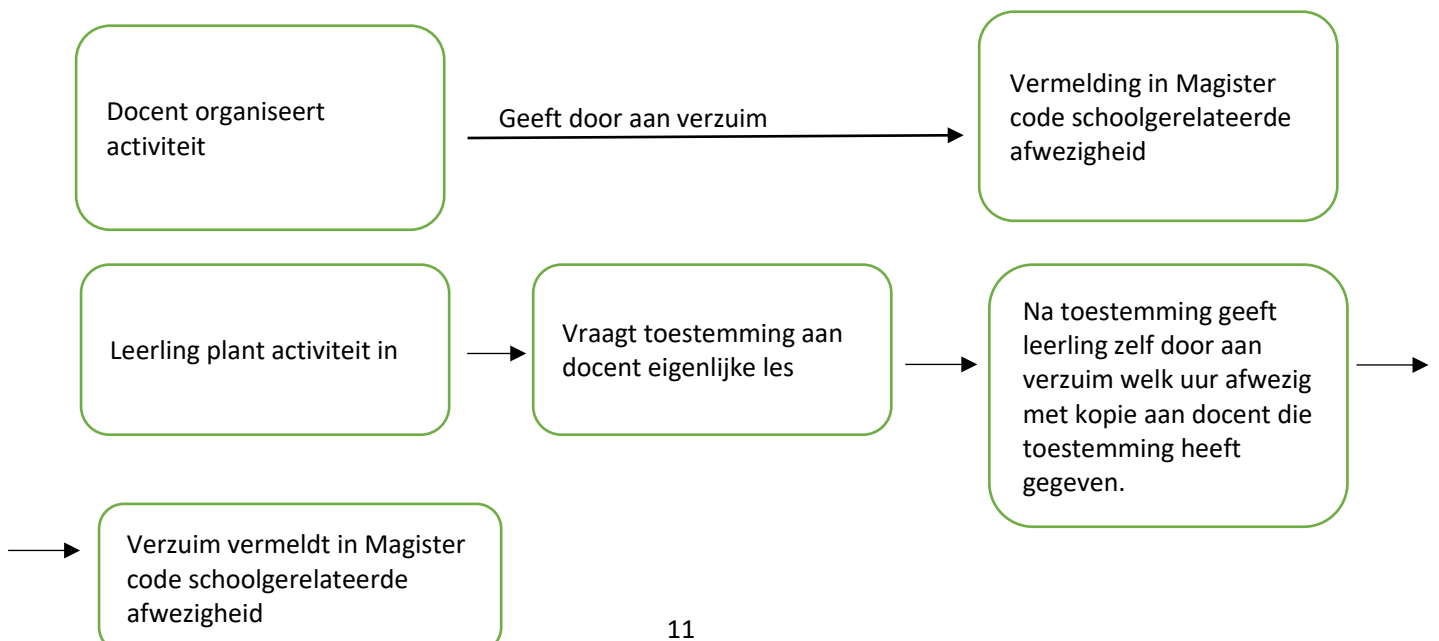 Docent organiseert
activiteit
Geeft door aan verzuim
Vermelding in Magister
code schoolgerelateerde
afwezigheid
Leerling plant activiteit in
Vraagt toestemming aan
docent eigenlijke les
Na toestemming geeft
leerling zelf door aan
verzuim welk uur afwezig
met kopie aan docent die
toestemming heeft
gegeven.
Verzuim vermeldt in Magister
code schoolgerelateerde
afwezigheid
11